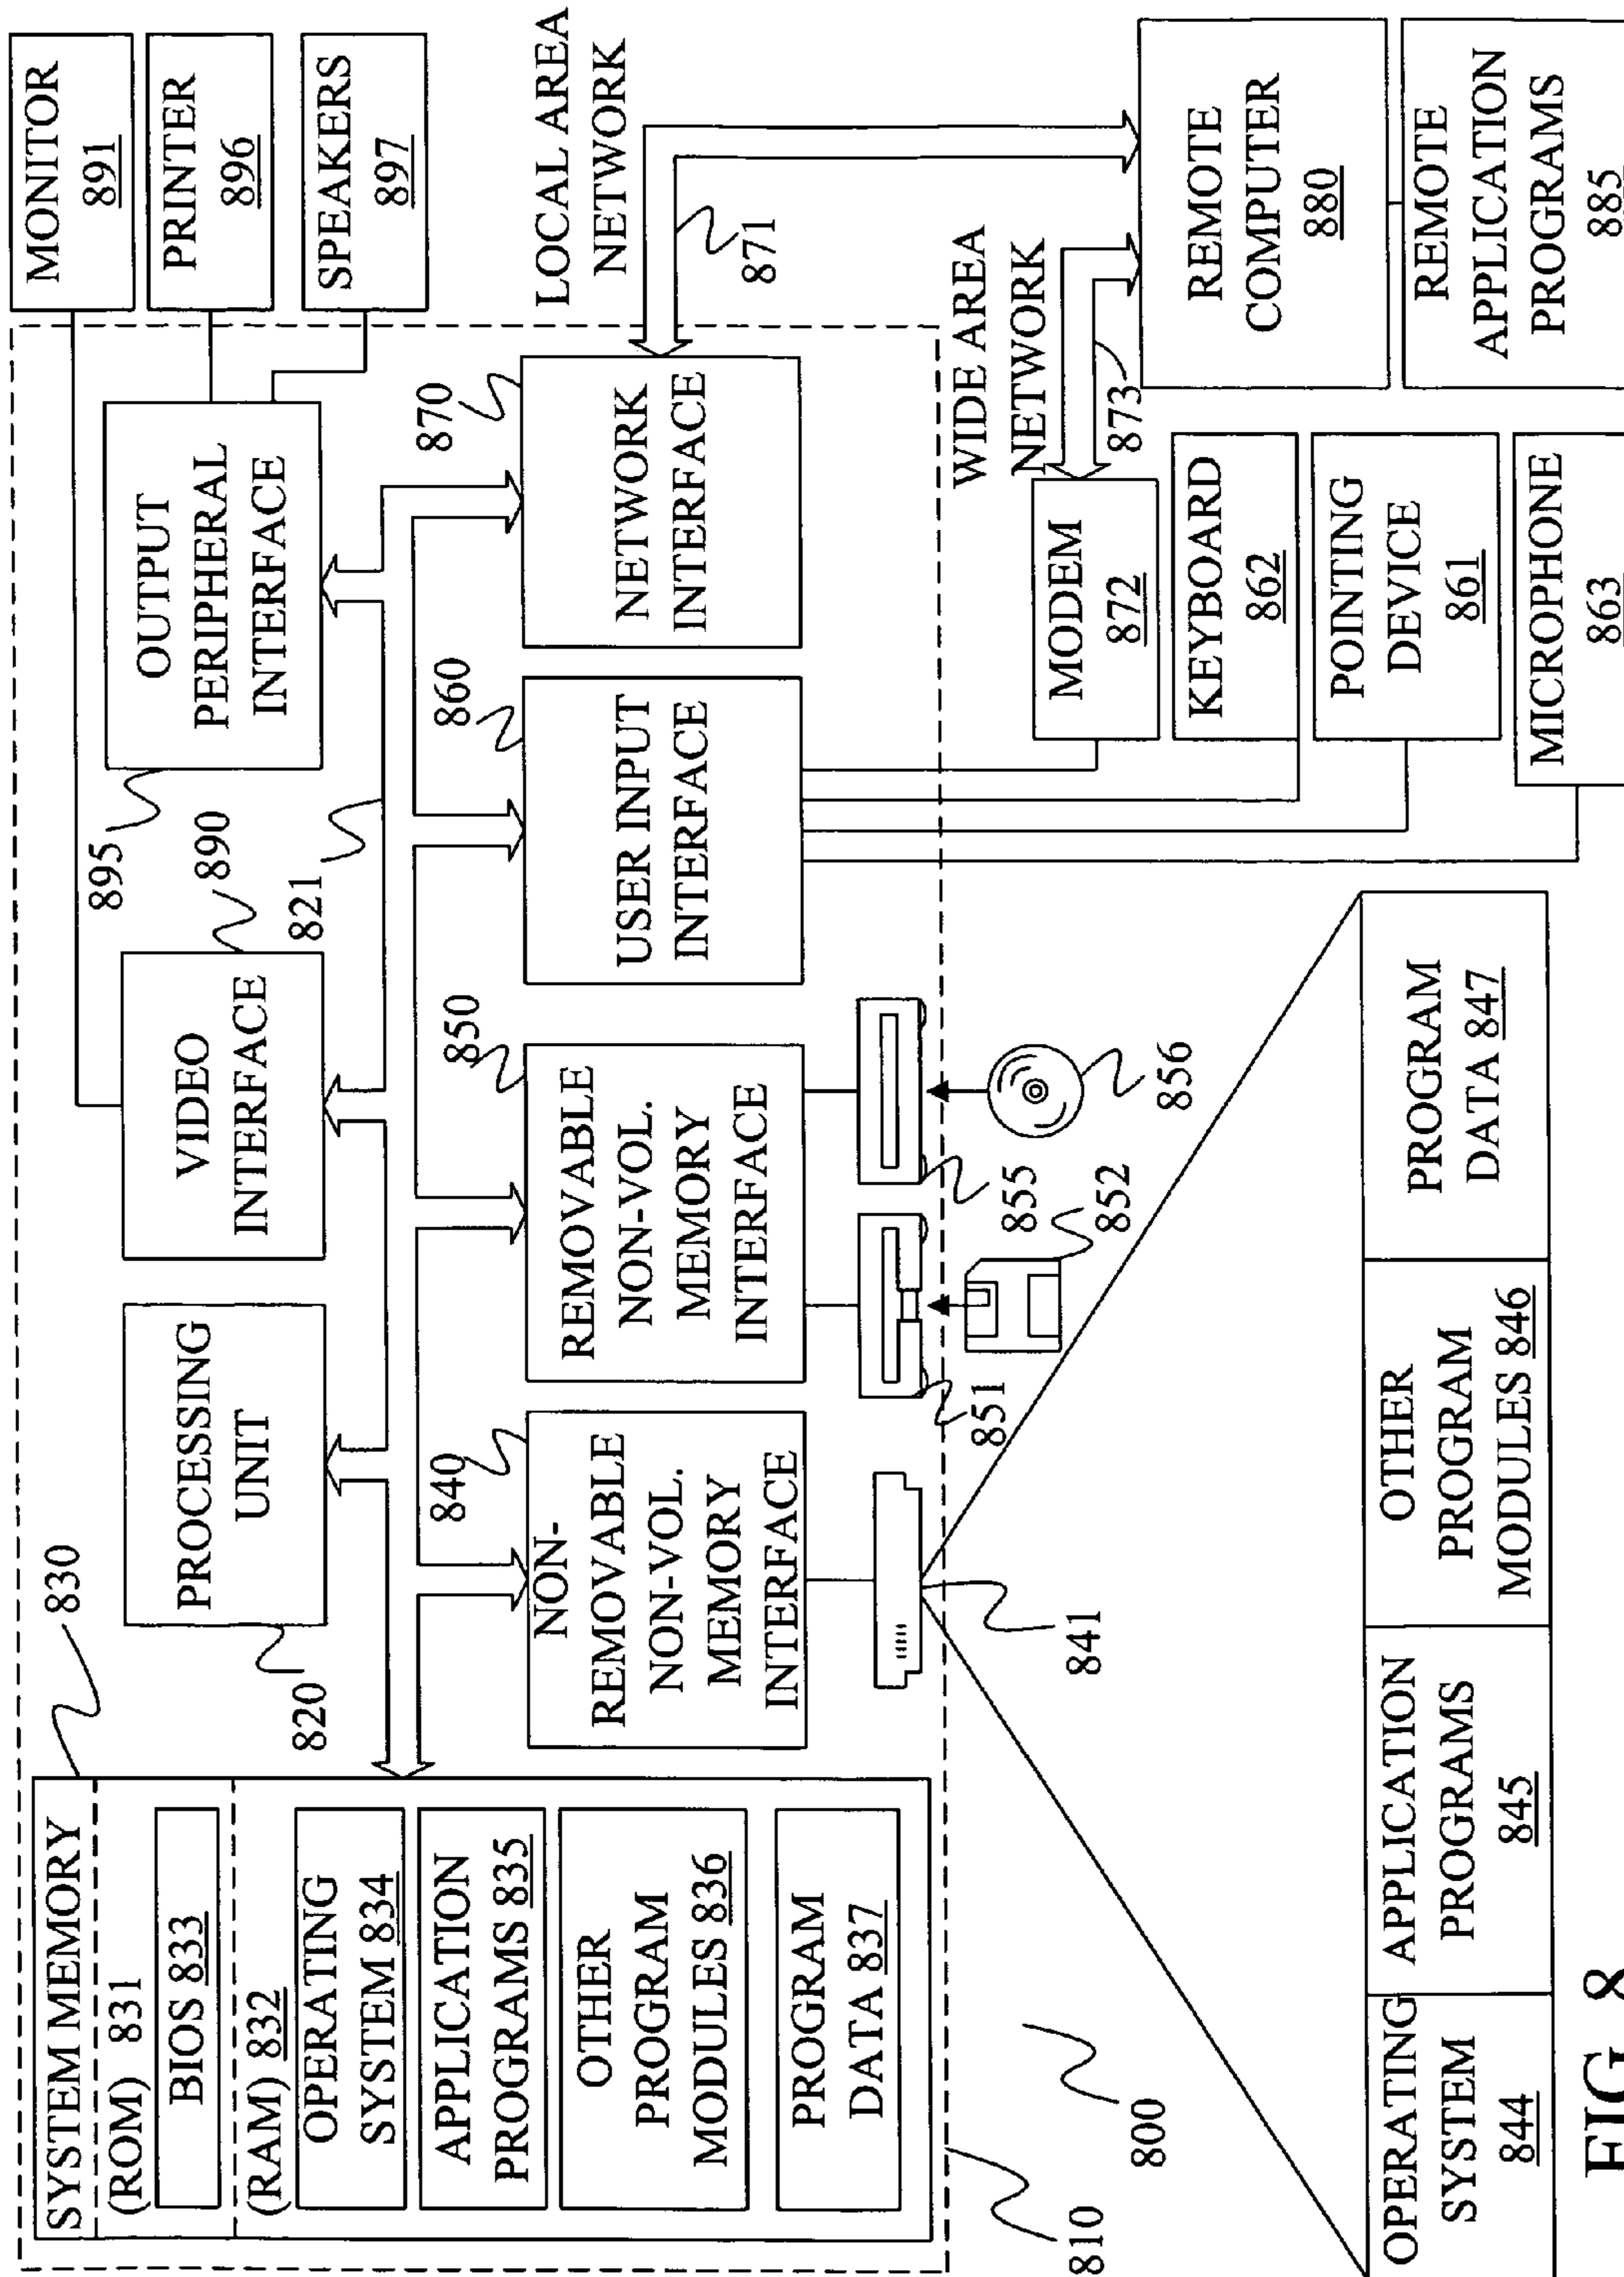 SYSTEM MEMORY
(ROM) 831
BIOS 833
(RAM) 832
OPERATING
SYSTEM 834
APPLICATION
PROGRAMS 835
OTHER
PROGRAM
MODULES 836
PROGRAM
DATA 837
830
820
PROCESSING
UNIT
VIDEO
INTERFACE
890
821
895
OUTPUT
PERIPHERAL
INTERFACE
MONITOR
891
PRINTER
896
SPEAKERS
897
840
NON-
REMOVABLE
NON-VOL.
MEMORY
INTERFACE
850
REMOVABLE
NON-VOL.
MEMORY
INTERFACE
860
USER INPUT
INTERFACE
870
NETWORK
INTERFACE
LOCAL AREA
NETWORK
871
WIDE AREA
NETWORK
873
841
851
852
855
856
MODEM
872
KEYBOARD
862
POINTING
DEVICE
861
MICROPHONE
863
REMOTE
COMPUTER
880
REMOTE
APPLICATION
PROGRAMS
885
810
800
OPERATING
SYSTEM
844
APPLICATION
PROGRAMS
845
OTHER
PROGRAM
MODULES 846
PROGRAM
DATA 847
FIG. 8